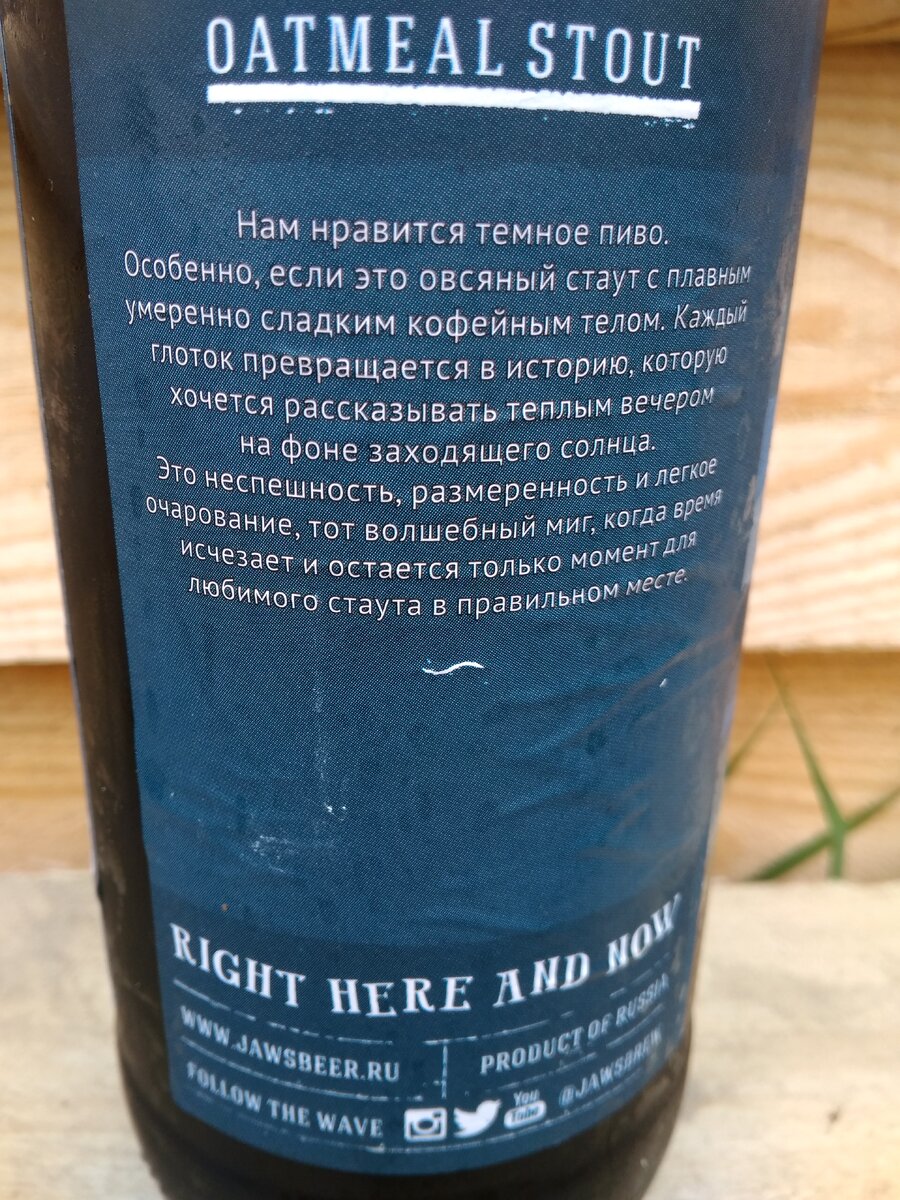 OATMEAL STOUT
Нам нравится темное пиво.
Особенно, если это овсяный стаут с плавным
умеренно сладким кофейным телом. Каждый
глоток превращается в историю, которую
хочется рассказывать теплым вечером
на фоне заходящего солнца.
Это неспешность, размеренность и легкое
очарование, тот волшебный миг, когда время
исчезает и остается только момент для
любимого стаута в правильном месте.
RIGHT HERE AND NOW
WWW.JAWSBEER.RU
PRODUCT OF RUSSIA
FOLLOW THE WAVE
You Tube
@JAWSBREW